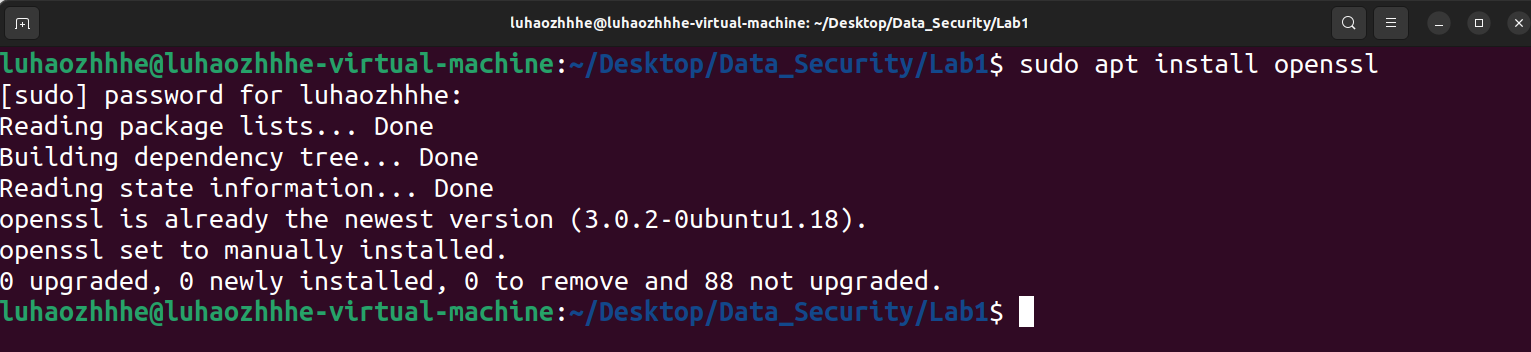 luhaozhhhe@luhaozhhhe-virtual-machine: ~/Desktop/Data_Security/Lab1
luhaozhhhe@luhaozhhhe-virtual-machine:~/Desktop/Data_Security/Lab1$ sudo apt install openssl
[sudo] password for luhaozhhhe:
Reading package lists... Done
Building dependency tree... Done
Reading state information... Done
openssl is already the newest version (3.0.2-0ubuntu1.18).
openssl set to manually installed.
0 upgraded, 0 newly installed, 0 to remove and 88 not upgraded.
luhaozhhhe@luhaozhhhe-virtual-machine:~/Desktop/Data_Security/Lab1$